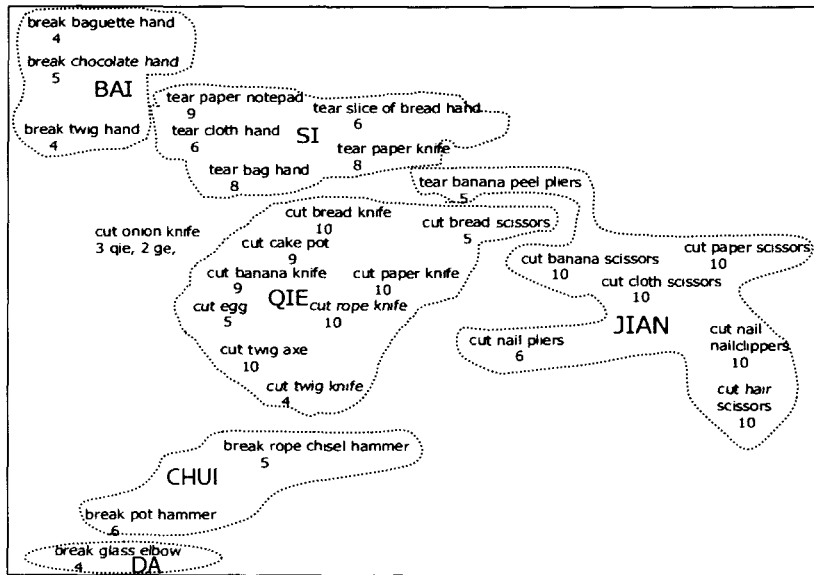 break baguette hand
4
break chocolate hand
5
BAI
break twig hand
4
tear paper notepad
9
tear slice of bread hand
6
tear cloth hand
6
SI
tear paper knife
8
tear bag hand
8
tear banana peel pliers
5
cut onion knife
3 qie, 2 ge,
cut bread knife
10
cut bread scissors
5
cut cake pot
9
cut banana knife
9
cut paper knife
10
cut egg
5
QIE
cut rope knife
10
cut twig axe
10
cut twig knife
4
cut banana scissors
10
cut paper scissors
10
cut cloth scissors
10
JIAN
cut nail pliers
6
cut nail
nailclippers
10
cut hair
scissors
10
break rope chisel hammer
5
CHUI
break pot hammer
6
break glass elbow
4
DA